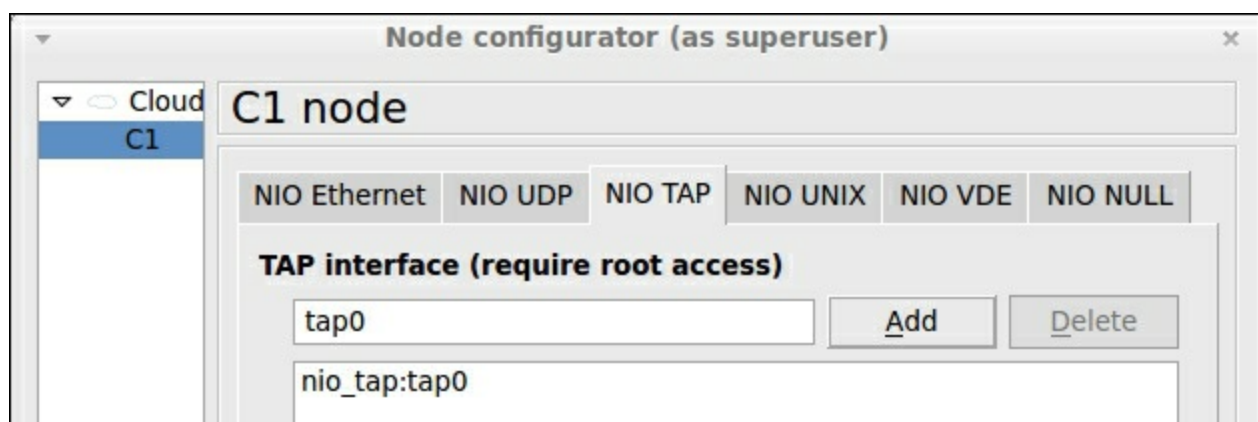 Node configurator (as superuser)
Cloud
C1
C1 node
NIO Ethernet NIO UDP NIO TAP NIO UNIX NIO VDE NIO NULL
TAP interface (require root access)
tap0 Add Delete
nio_tap:tap0